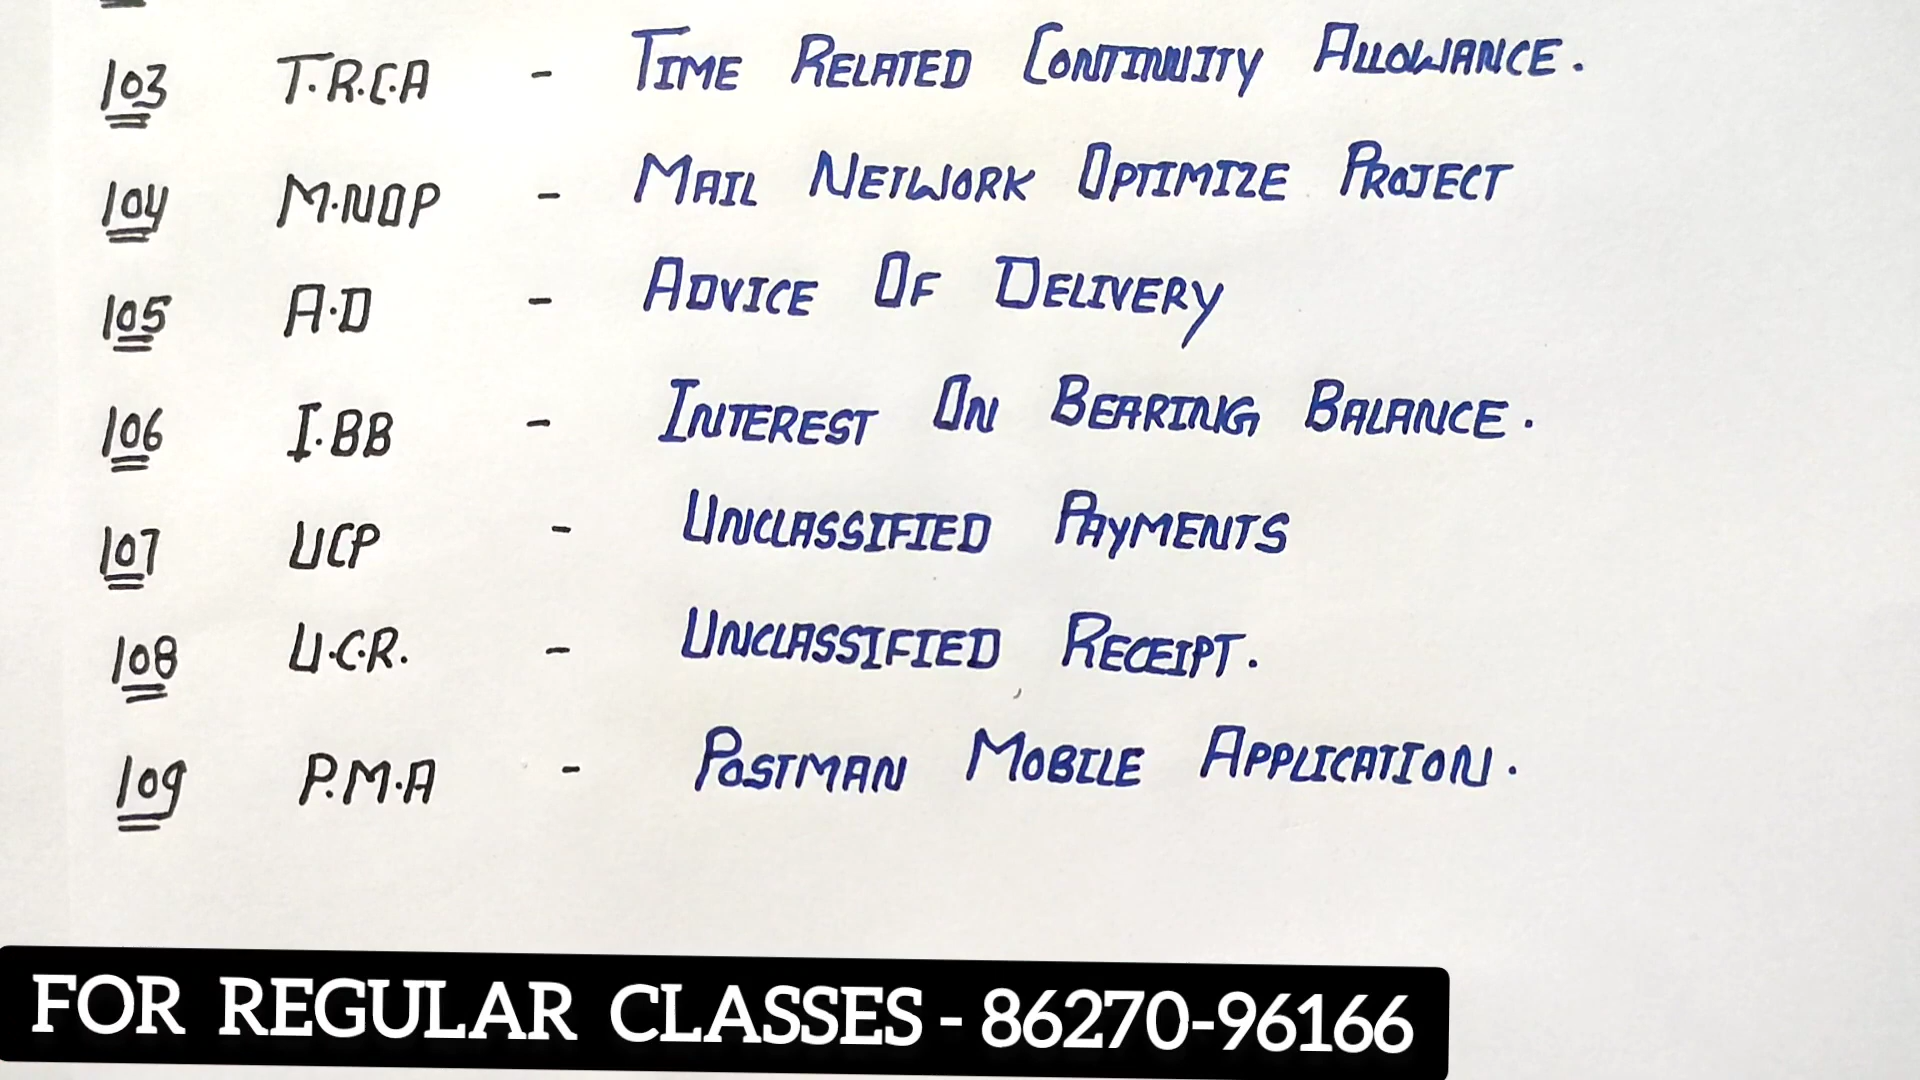 103 T.R.C.A - TIME RELATED CONTINUITY ALLOWANCE.
104 M.NOP - MAIL NETWORK OPTIMIZE PROJECT
105 A.D - ADVICE OF DELIVERY
106 I.BB - INTEREST ON BEARING BALANCE.
107 UCP - UNCLASSIFIED PAYMENTS
108 U.C.R. - UNCLASSIFIED RECEIPT.
109 P.M.A - POSTMAN MOBILE APPLICATION.
FOR REGULAR CLASSES - 86270-96166